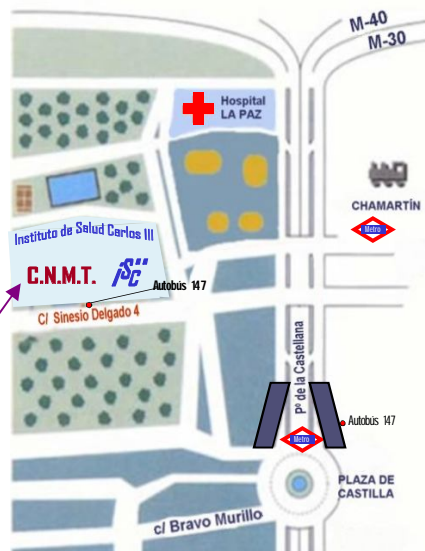 M-40
M-30
Hospital
LA PAZ
CHAMARTÍN
Metro
Instituto de Salud Carlos III
C.N.M.T.
isc
Autobús 147
C/ Sinesio Delgado 4
Pº de la Castellana
Autobús 147
Metro
PLAZA DE
CASTILLA
c/ Bravo Murillo